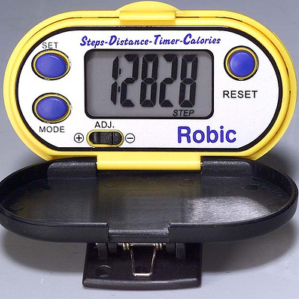 Steps-Distance-Timer-Calories
SET
12828
STEP
RESET
MODE
ADJ.
+ -
Robic